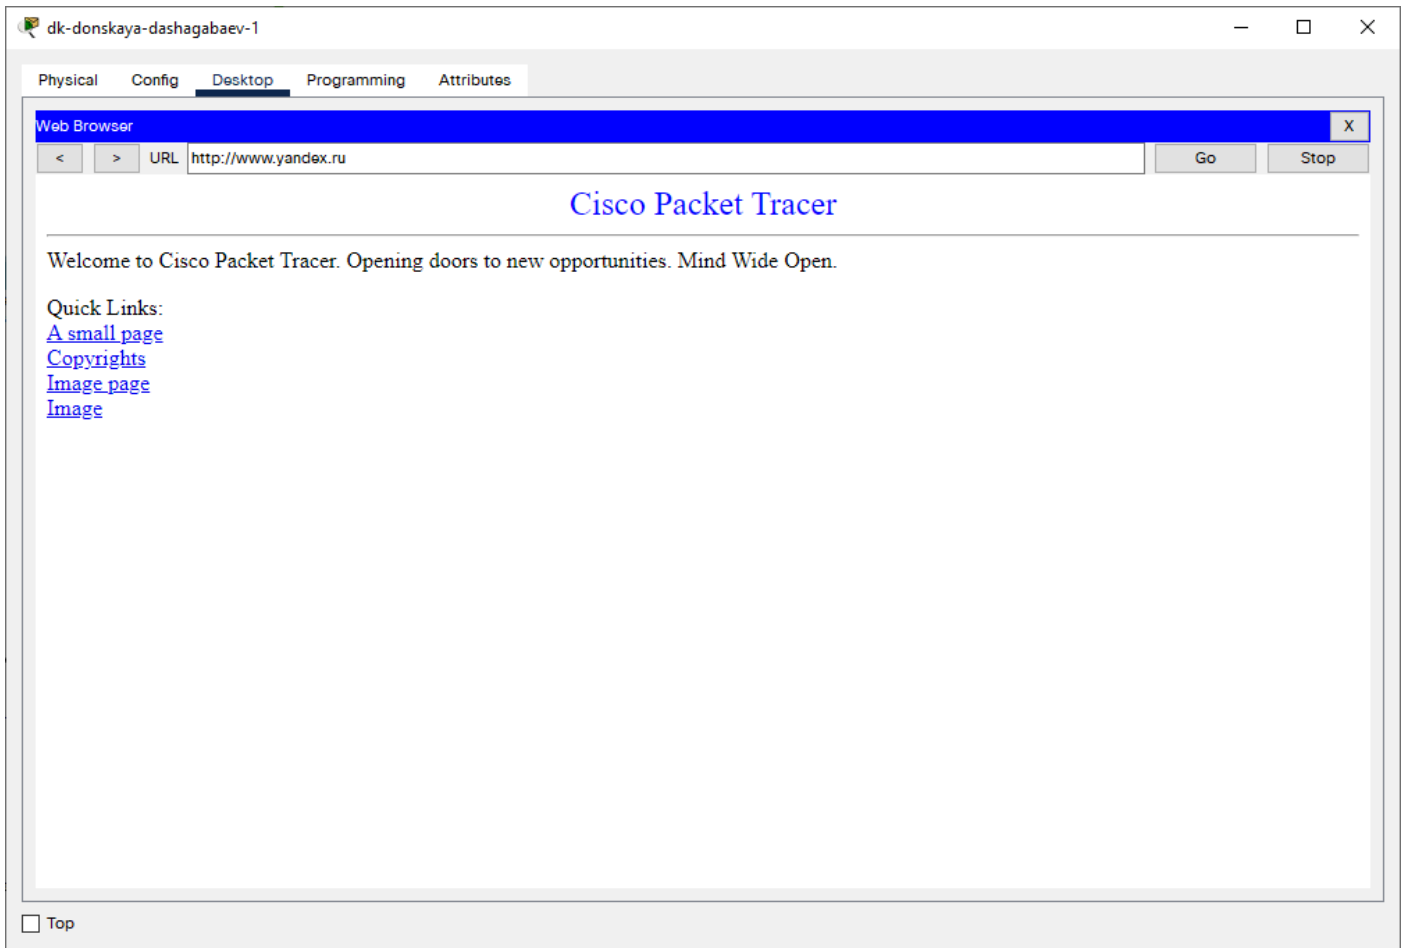 dk-donskaya-dashagabaev-1
Physical Config Desktop Programming Attributes
Web Browser X
< > URL http://www.yandex.ru Go Stop
Cisco Packet Tracer
Welcome to Cisco Packet Tracer. Opening doors to new opportunities. Mind Wide Open.
Quick Links:
A small page
Copyrights
Image page
Image
Top